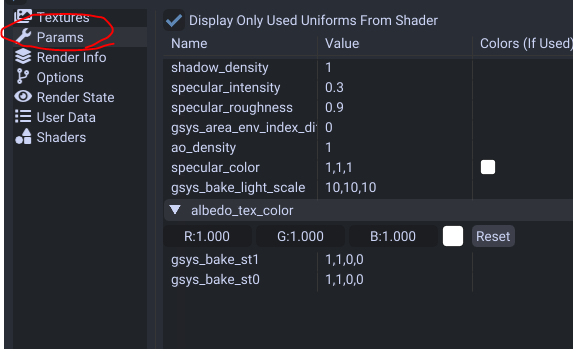 Textures
Params
Render Info
Options
Render State
User Data
Shaders
Display Only Used Uniforms From Shader
Name Value Colors (If Used)
shadow_density 1
specular_intensity 0.3
specular_roughness 0.9
gsys_area_env_index_di 0
ao_density 1
specular_color 1,1,1
gsys_bake_light_scale 10,10,10
albedo_tex_color
R:1.000 G:1.000 B:1.000 Reset
gsys_bake_st1 1,1,0,0
gsys_bake_st0 1,1,0,0